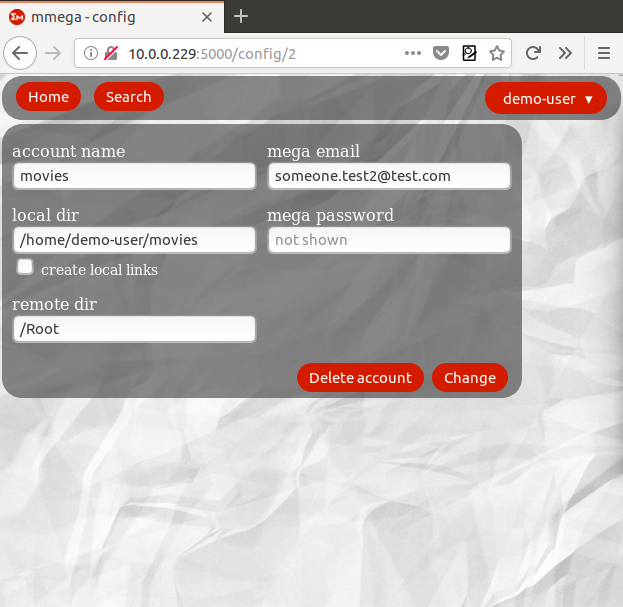 mmega - config
10.0.0.229:5000/config/2
Home Search demo-user ▾
account name mega email
movies someone.test2@test.com
local dir mega password
/home/demo-user/movies not shown
create local links
remote dir
/Root
Delete account Change